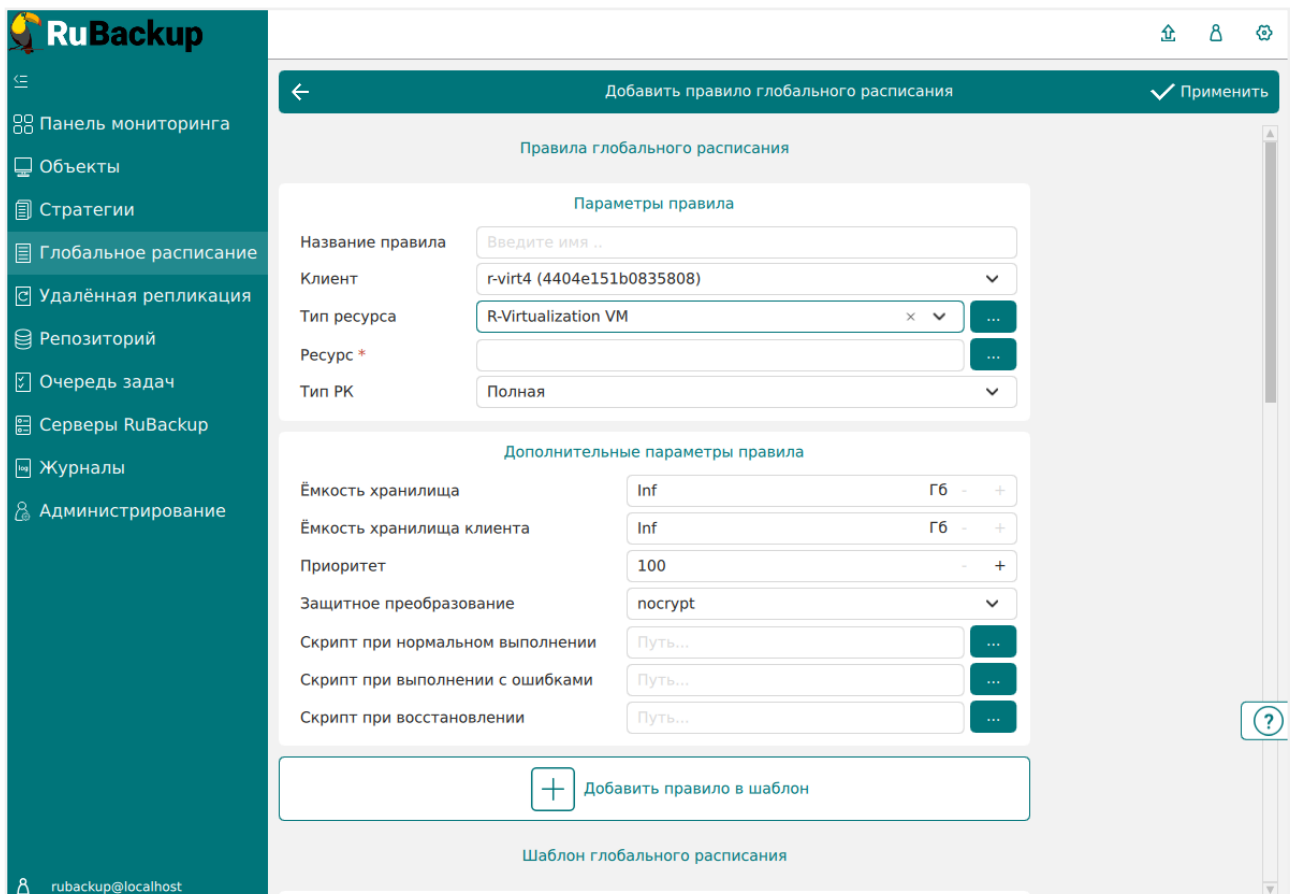 RuBackup
Добавить правило глобального расписания
Применить
Панель мониторинга
Объекты
Стратегии
Глобальное расписание
Удалённая репликация
Репозиторий
Очередь задач
Серверы RuBackup
log Журналы
Администрирование
rubackup@localhost
Правила глобального расписания
Параметры правила
Название правила Введите имя ..
Клиент r-virt4 (4404e151b0835808)
Тип ресурса R-Virtualization VM × ...
Ресурс * ...
Тип РК Полная
Дополнительные параметры правила
Ёмкость хранилища Inf Гб - +
Ёмкость хранилища клиента Inf Гб - +
Приоритет 100 - +
Защитное преобразование nocrypt
Скрипт при нормальном выполнении Путь... ...
Скрипт при выполнении с ошибками Путь... ...
Скрипт при восстановлении Путь... ...
?
+ Добавить правило в шаблон
Шаблон глобального расписания